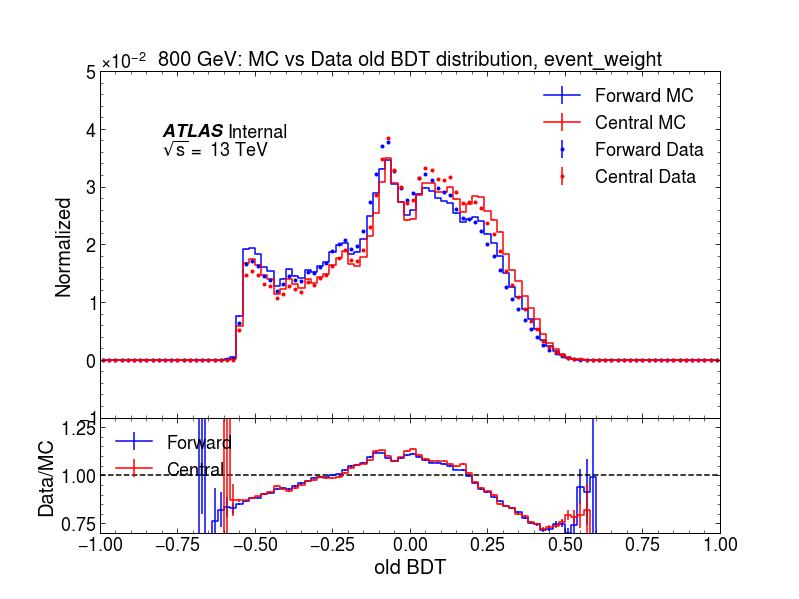 ×10⁻² 800 GeV: MC vs Data old BDT distribution, event_weight
5
4
3
2
1
0
−1
Normalized
ATLAS Internal
√s = 13 TeV
Forward MC
Central MC
Forward Data
Central Data
1.25
1.00
0.75
Data/MC
Forward
Central
−1.00 −0.75 −0.50 −0.25 0.00 0.25 0.50 0.75 1.00
old BDT